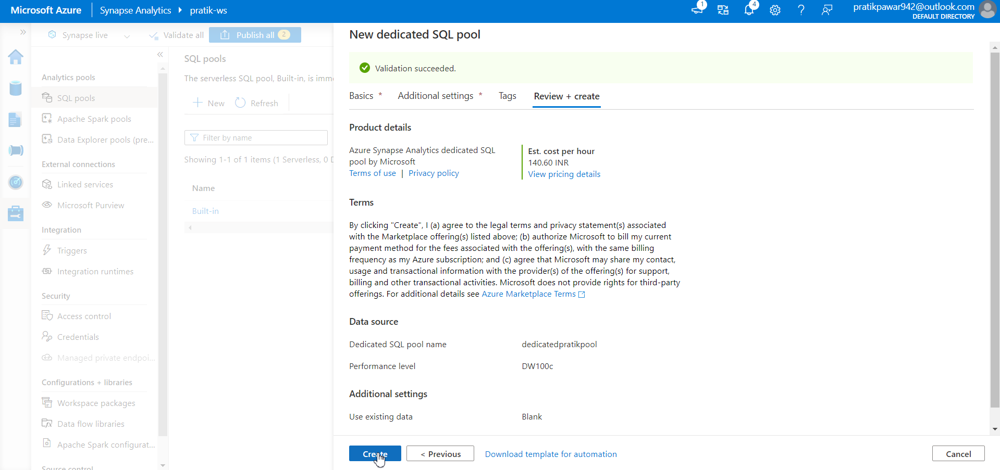 Microsoft Azure
Synapse Analytics
pratik-ws
1
4
pratikpawar942@outlook.com
DEFAULT DIRECTORY
Synapse live
Validate all
Publish all 2
Analytics pools
SQL pools
Apache Spark pools
Data Explorer pools (pre...
External connections
Linked services
Microsoft Purview
Integration
Triggers
Integration runtimes
Security
Access control
Credentials
Managed private endpoi...
Configurations + libraries
Workspace packages
Data flow libraries
Apache Spark configurat...
Source control
SQL pools
The serverless SQL pool, Built-in, is imme
New
Refresh
Filter by name
Showing 1-1 of 1 items (1 Serverless, 0 D
Name
Built-in
New dedicated SQL pool
Validation succeeded.
Basics *
Additional settings *
Tags
Review + create
Product details
Azure Synapse Analytics dedicated SQL
pool by Microsoft
Terms of use | Privacy policy
Est. cost per hour
140.60 INR
View pricing details
Terms
By clicking "Create", I (a) agree to the legal terms and privacy statement(s) associated
with the Marketplace offering(s) listed above; (b) authorize Microsoft to bill my current
payment method for the fees associated with the offering(s), with the same billing
frequency as my Azure subscription; and (c) agree that Microsoft may share my contact,
usage and transactional information with the provider(s) of the offering(s) for support,
billing and other transactional activities. Microsoft does not provide rights for third-party
offerings. For additional details see Azure Marketplace Terms
Data source
Dedicated SQL pool name
dedicatedpratikpool
Performance level
DW100c
Additional settings
Use existing data
Blank
Create
< Previous
Download template for automation
Cancel